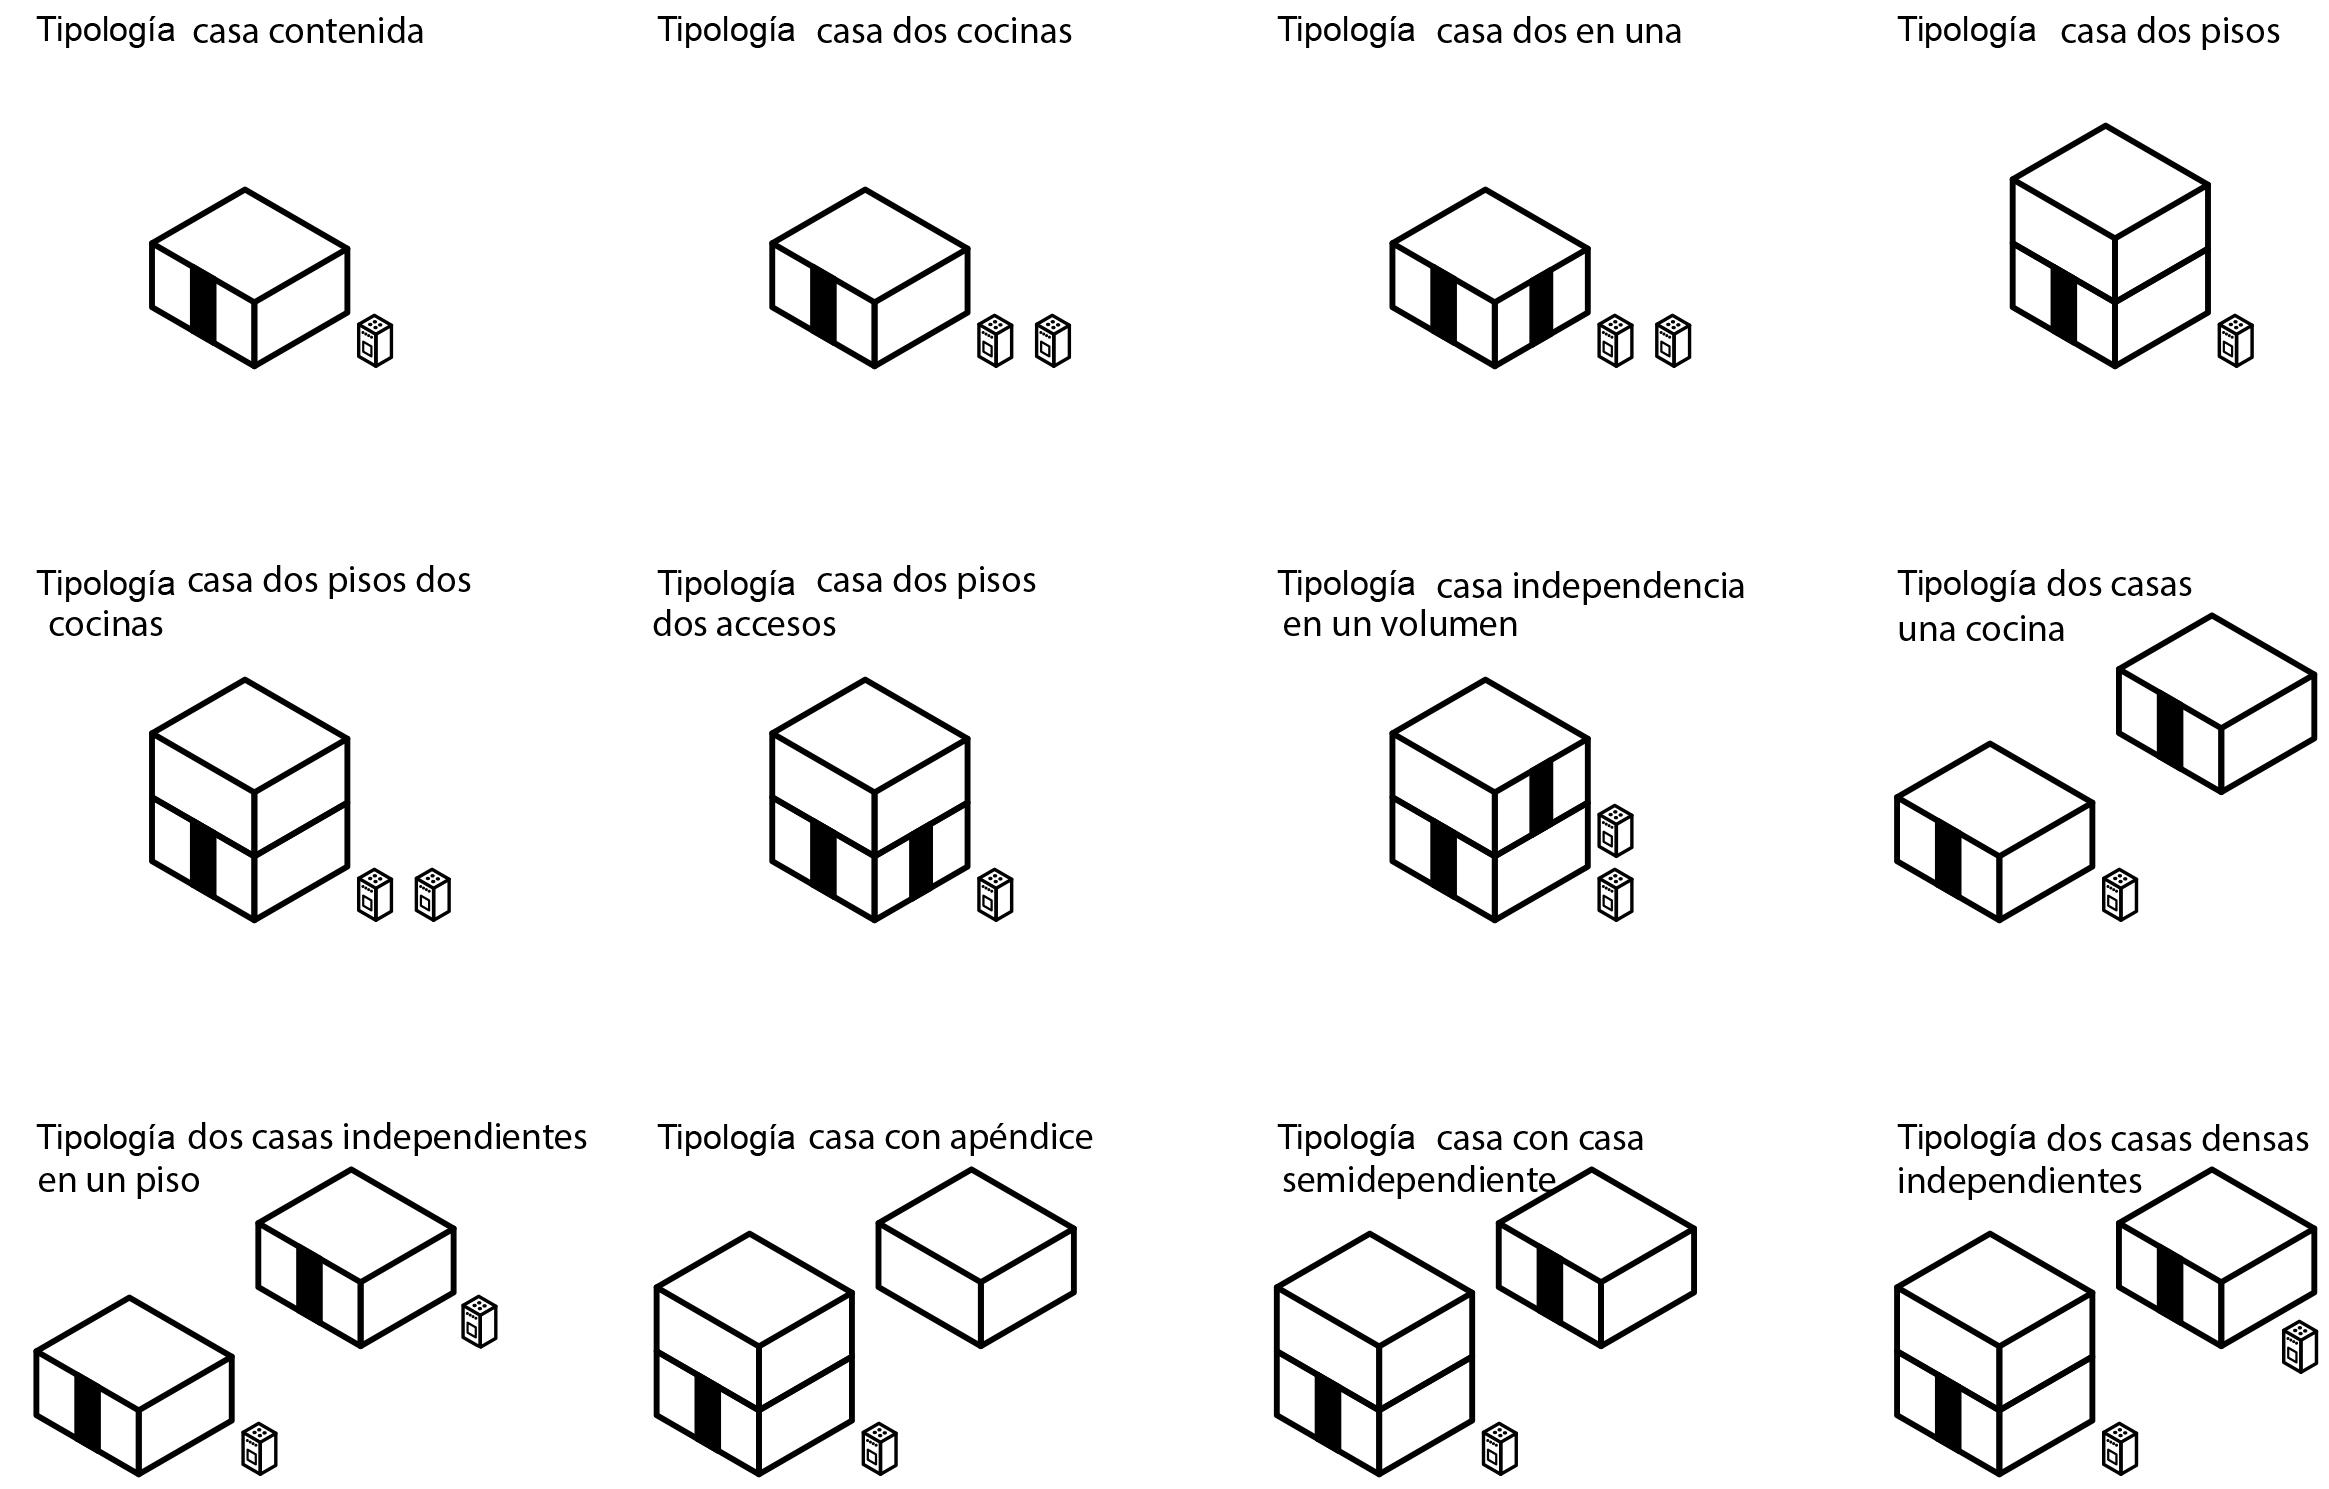 Tipología casa contenida
Tipología casa dos cocinas
Tipología casa dos en una
Tipología casa dos pisos
Tipología casa dos pisos dos
cocinas
Tipología casa dos pisos
dos accesos
Tipología casa independencia
en un volumen
Tipología dos casas
una cocina
Tipología dos casas independientes
en un piso
Tipología casa con apéndice
Tipología casa con casa
semidependiente
Tipología dos casas densas
independientes